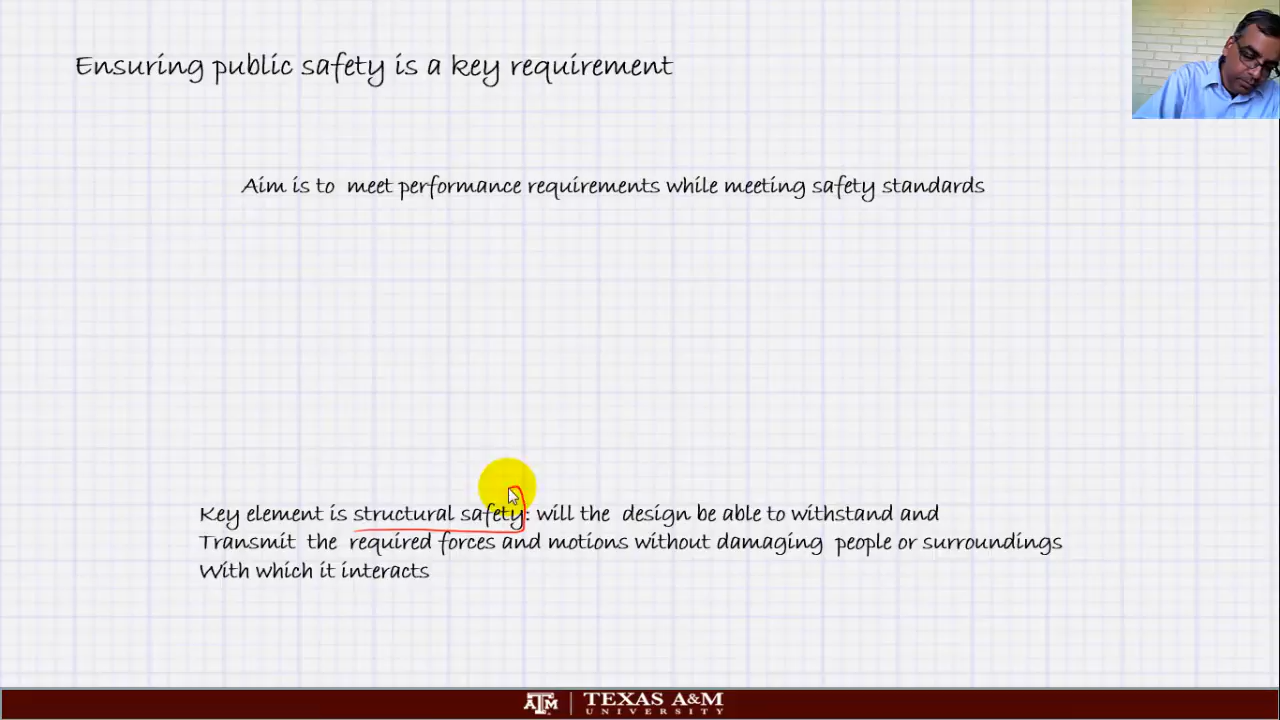 Ensuring public safety is a key requirement
Aim is to meet performance requirements while meeting safety standards
Key element is structural safety: will the design be able to withstand and
Transmit the required forces and motions without damaging people or surroundings
With which it interacts
ATM TEXAS A&M
UNIVERSITY